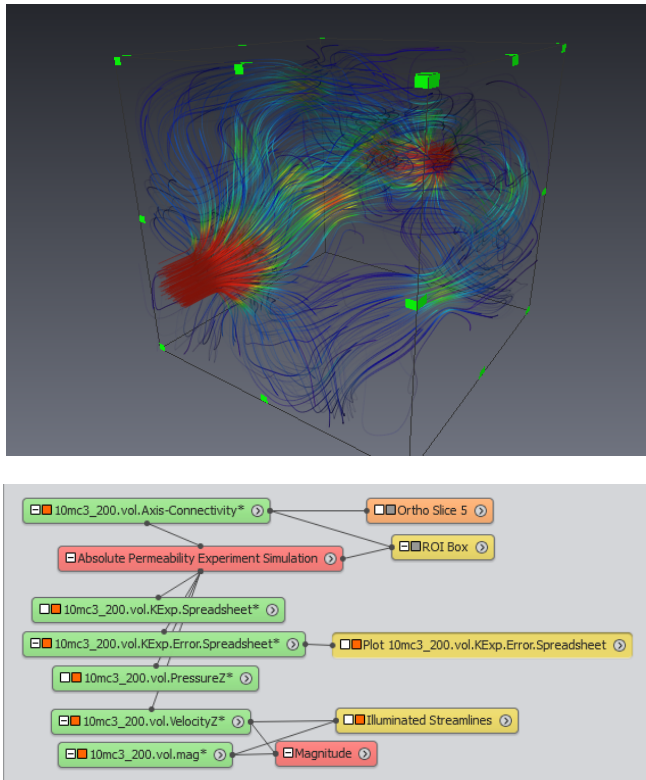 10mc3_200.vol.Axis-Connectivity*
Ortho Slice 5
ROI Box
Absolute Permeability Experiment Simulation
10mc3_200.vol.KExp.Spreadsheet*
10mc3_200.vol.KExp.Error.Spreadsheet*
Plot 10mc3_200.vol.KExp.Error.Spreadsheet
10mc3_200.vol.PressureZ*
10mc3_200.vol.VelocityZ*
Illuminated Streamlines
10mc3_200.vol.mag*
Magnitude